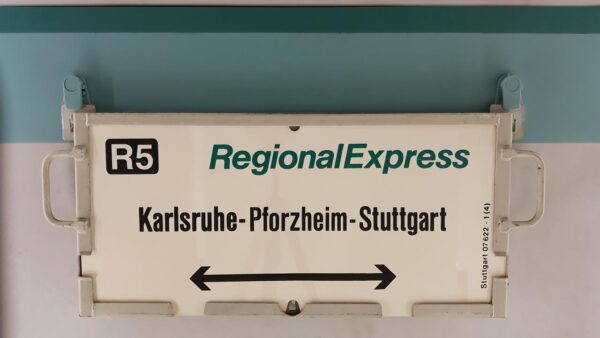 R5
RegionalExpress
Karlsruhe-Pforzheim-Stuttgart
Stuttgart 07 622 - 1 (4)